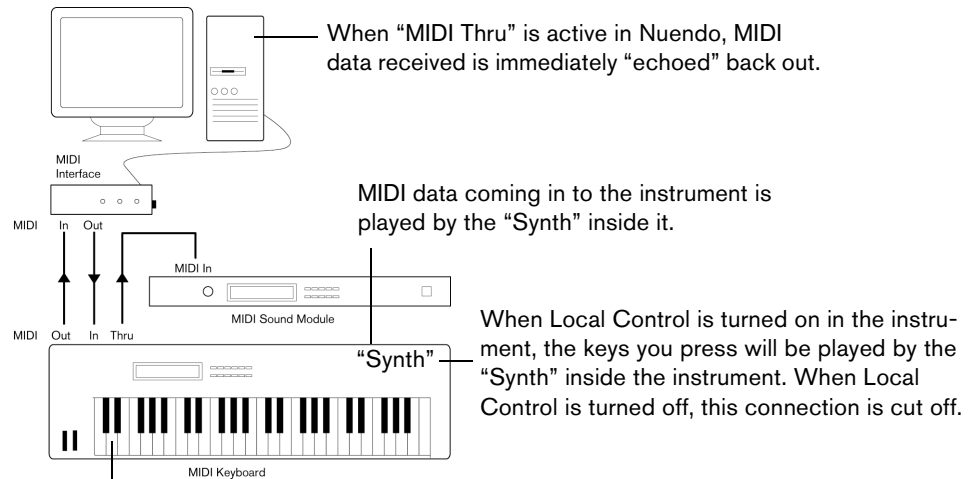 When “MIDI Thru” is active in Nuendo, MIDI
data received is immediately “echoed” back out.
MIDI
Interface
MIDI data coming in to the instrument is
played by the “Synth” inside it.
MIDI In Out
MIDI In
MIDI Sound Module
MIDI Out In Thru
“Synth”
When Local Control is turned on in the instru-
ment, the keys you press will be played by the
“Synth” inside the instrument. When Local
Control is turned off, this connection is cut off.
MIDI Keyboard